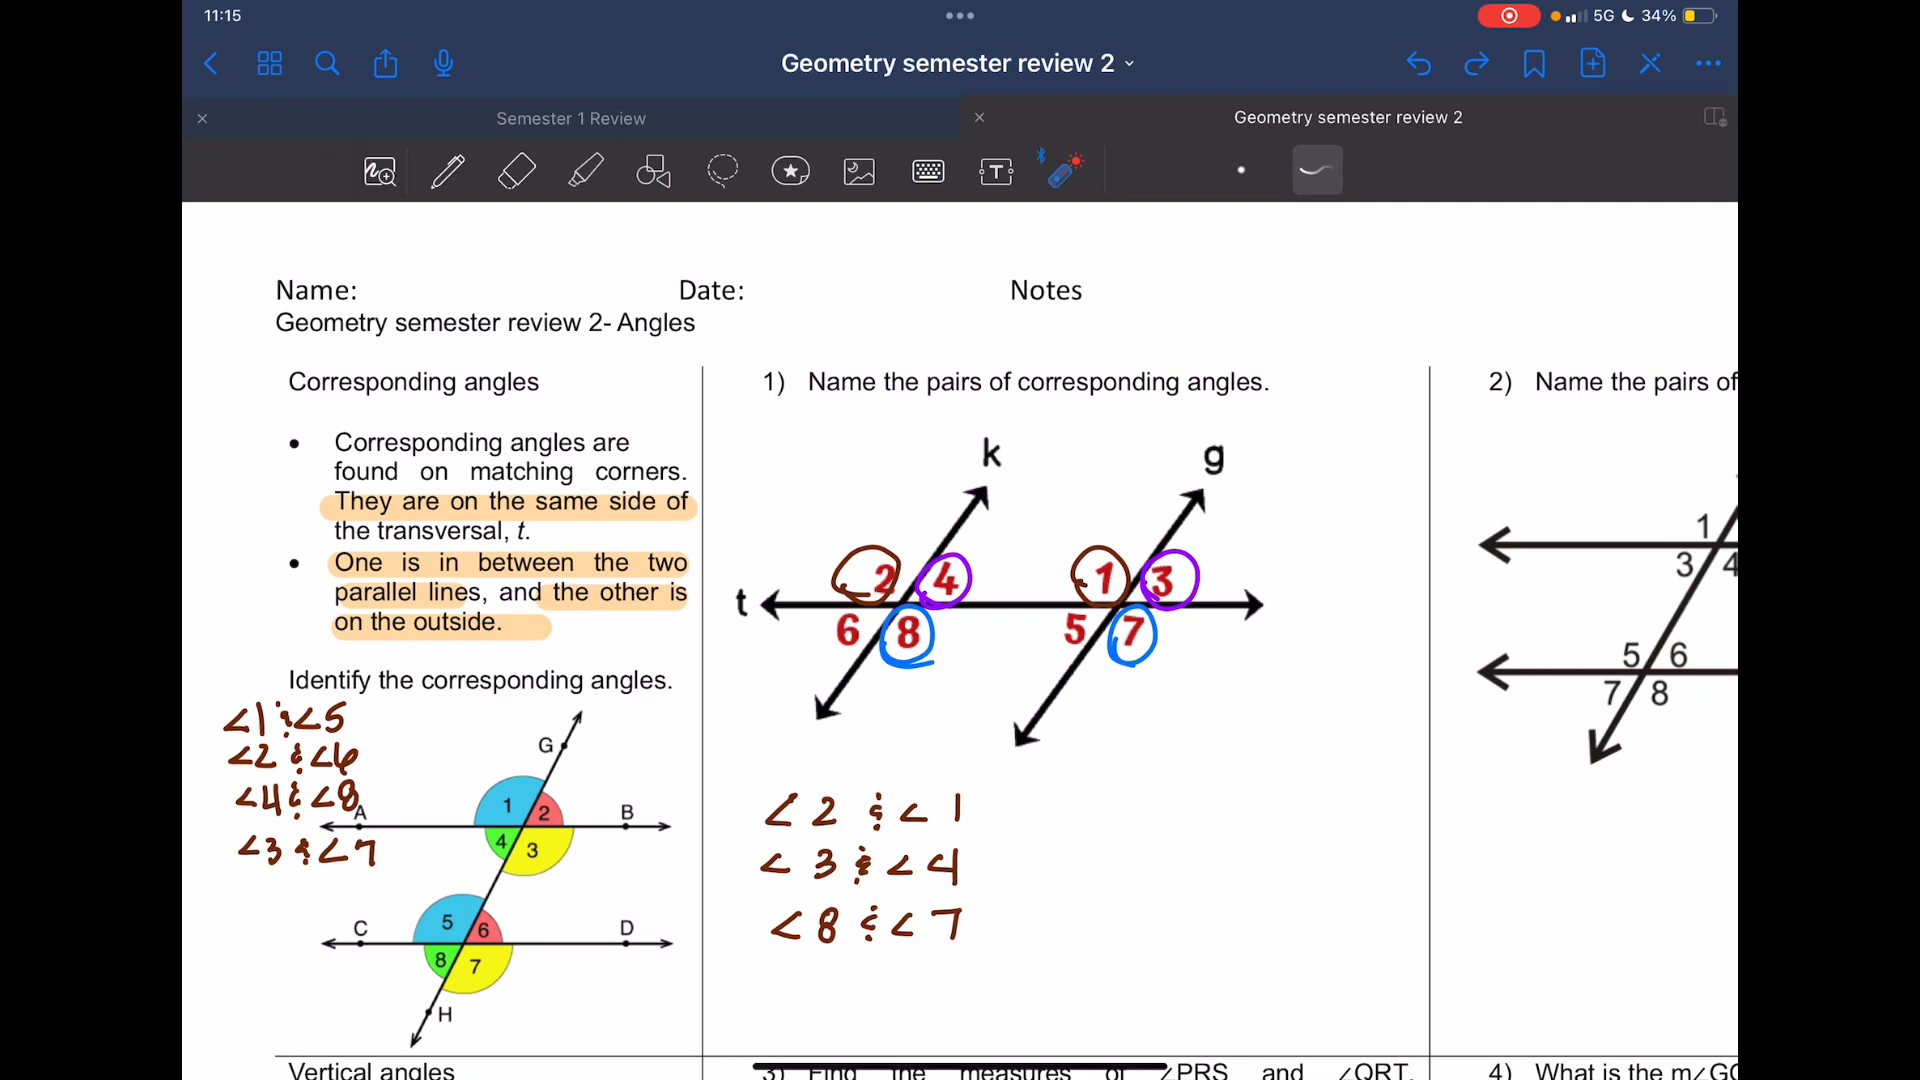 11:15
5G 34%
Geometry semester review 2
Semester 1 Review
Geometry semester review 2
T
Name: Date: Notes
Geometry semester review 2- Angles
Corresponding angles
• Corresponding angles are
found on matching corners.
They are on the same side of
the transversal, t.
• One is in between the two
parallel lines, and the other is
on the outside.
Identify the corresponding angles.
∠1 & ∠5
∠2 & ∠6
∠4 & ∠8
∠3 & ∠7
G
1 2
A B
4 3
5 6
C D
8 7
H
Vertical angles
1) Name the pairs of corresponding angles.
k g
2 4 1 3
t
6 8 5 7
∠2 & ∠1
∠3 & ∠4
∠8 & ∠7
3) Find the measures of ∠PRS and ∠QRT.
2) Name the pairs of
1
3 4
5 6
7 8
4) What is the m∠GO